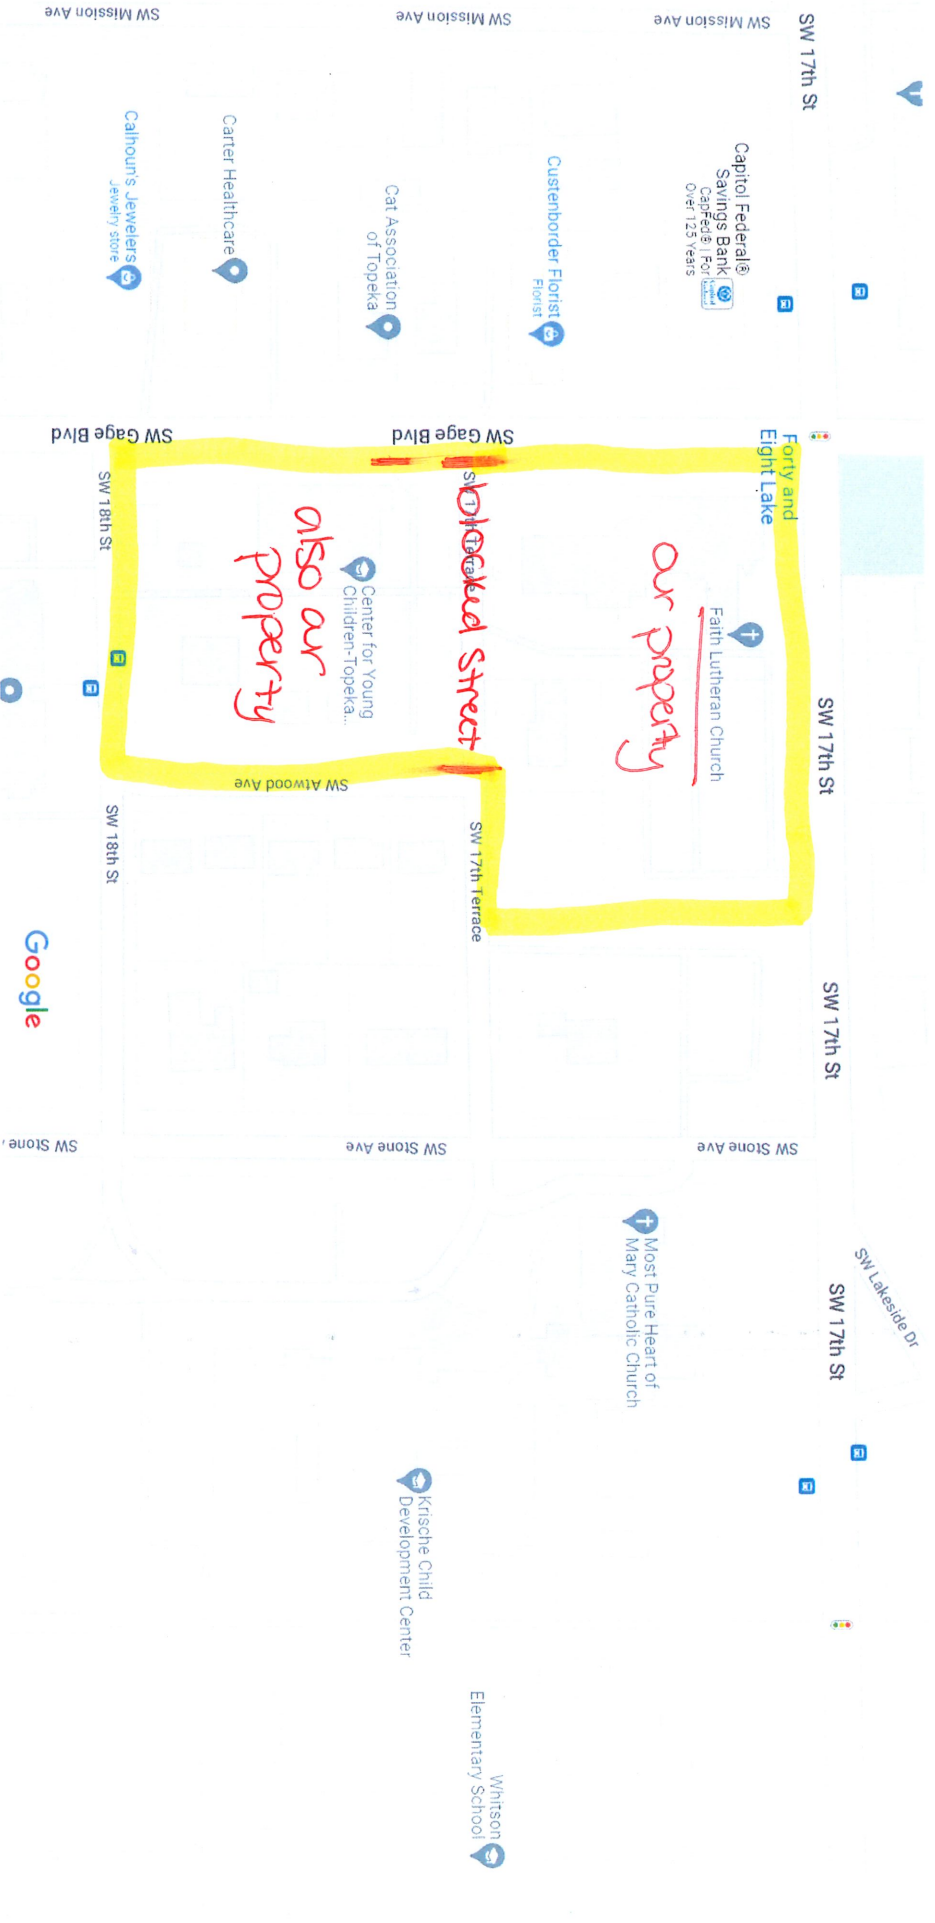 SW 17th St
SW 17th St
SW 17th St
SW 17th St
SW Lakeside Dr
Forty and
Eight Lake
SW Mission Ave
SW Mission Ave
SW Mission Ave
Capitol Federal®
Savings Bank
CapFed® | For
Over 125 Years
Custenborder Florist
Florist
Cat Association
of Topeka
Carter Healthcare
Calhoun's Jewelers
Jewelry store
SW Gage Blvd
SW Gage Blvd
Faith Lutheran Church
our property
SW 17th Terrace
blocked Street
SW 17th Terrace
Center for Young
Children-Topeka...
also our
property
SW Atwood Ave
SW 18th St
SW 18th St
SW Stone Ave
SW Stone Ave
SW Stone
Most Pure Heart of
Mary Catholic Church
Krische Child
Development Center
Whitson
Elementary School
Google